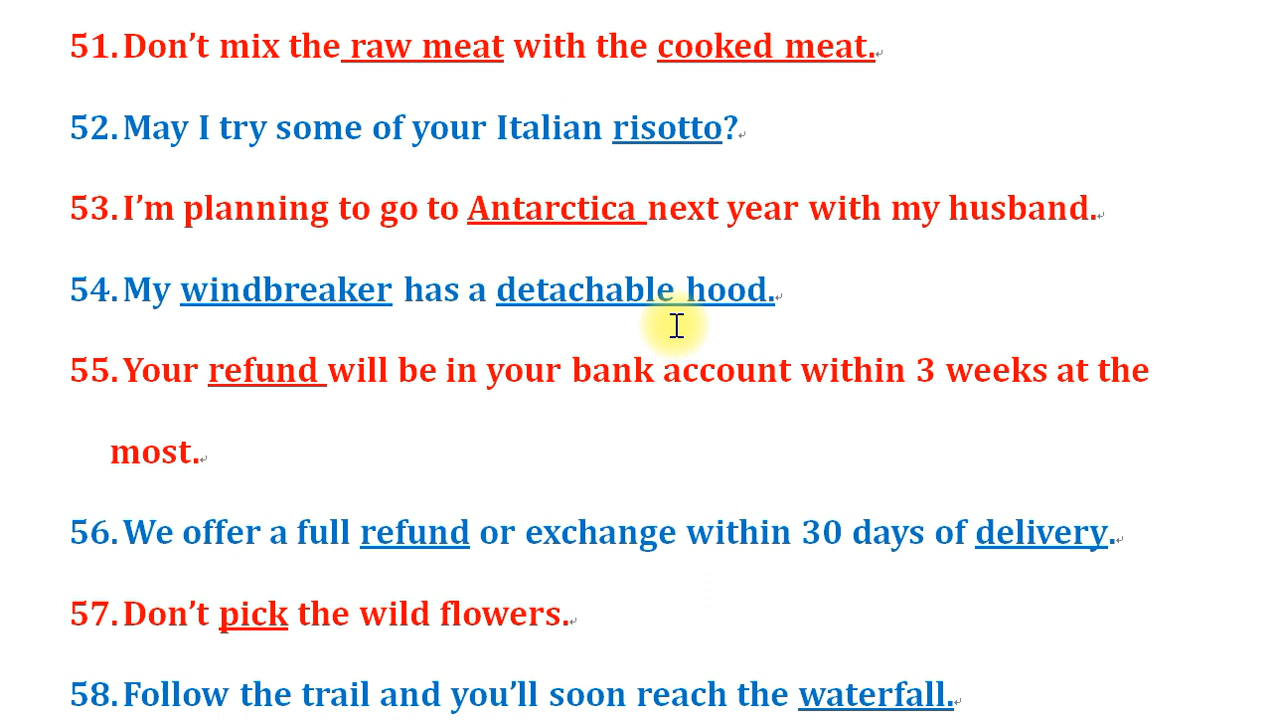 51. Don’t mix the raw meat with the cooked meat.
52. May I try some of your Italian risotto?
53. I’m planning to go to Antarctica next year with my husband.
54. My windbreaker has a detachable hood.
55. Your refund will be in your bank account within 3 weeks at the
most.
56. We offer a full refund or exchange within 30 days of delivery.
57. Don’t pick the wild flowers.
58. Follow the trail and you’ll soon reach the waterfall.